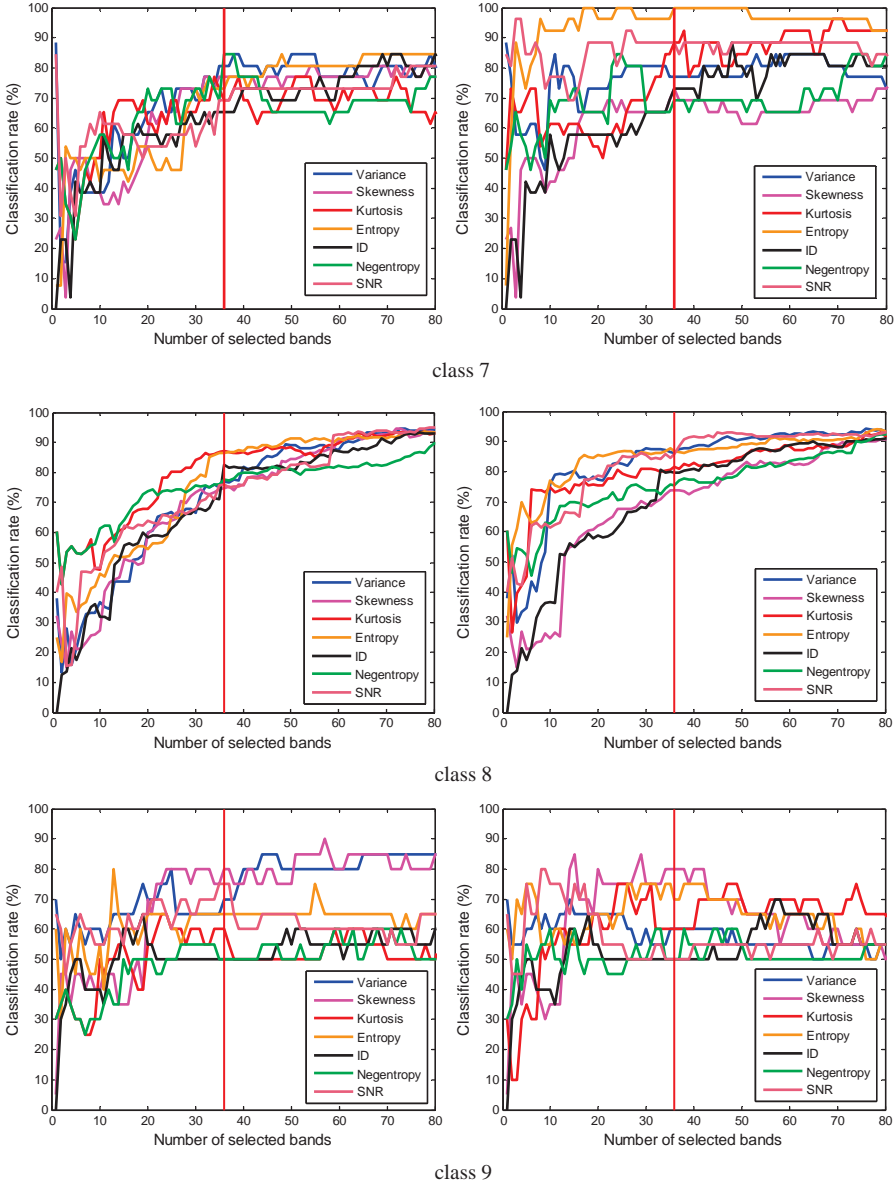 100
90
80
70
60
50
40
30
20
10
0
Classification rate (%)
Variance
Skewness
Kurtosis
Entropy
ID
Negentropy
SNR
0 10 20 30 40 50 60 70 80
Number of selected bands
100
90
80
70
60
50
40
30
20
10
0
Classification rate (%)
Variance
Skewness
Kurtosis
Entropy
ID
Negentropy
SNR
0 10 20 30 40 50 60 70 80
Number of selected bands
class 7
100
90
80
70
60
50
40
30
20
10
0
Classification rate (%)
Variance
Skewness
Kurtosis
Entropy
ID
Negentropy
SNR
0 10 20 30 40 50 60 70 80
Number of selected bands
100
90
80
70
60
50
40
30
20
10
0
Classification rate (%)
Variance
Skewness
Kurtosis
Entropy
ID
Negentropy
SNR
0 10 20 30 40 50 60 70 80
Number of selected bands
class 8
100
90
80
70
60
50
40
30
20
10
0
Classification rate (%)
Variance
Skewness
Kurtosis
Entropy
ID
Negentropy
SNR
0 10 20 30 40 50 60 70 80
Number of selected bands
100
90
80
70
60
50
40
30
20
10
0
Classification rate (%)
Variance
Skewness
Kurtosis
Entropy
ID
Negentropy
SNR
0 10 20 30 40 50 60 70 80
Number of selected bands
class 9